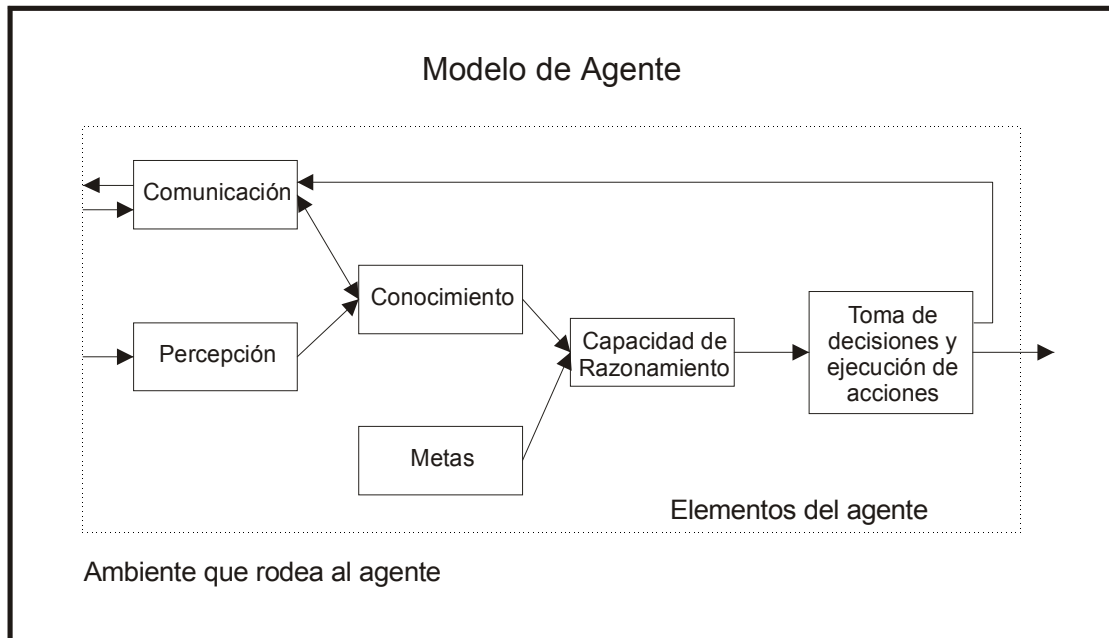 Modelo de Agente
Comunicación
Conocimiento
Percepción
Capacidad de
Razonamiento
Toma de
decisiones y
ejecución de
acciones
Metas
Elementos del agente
Ambiente que rodea al agente